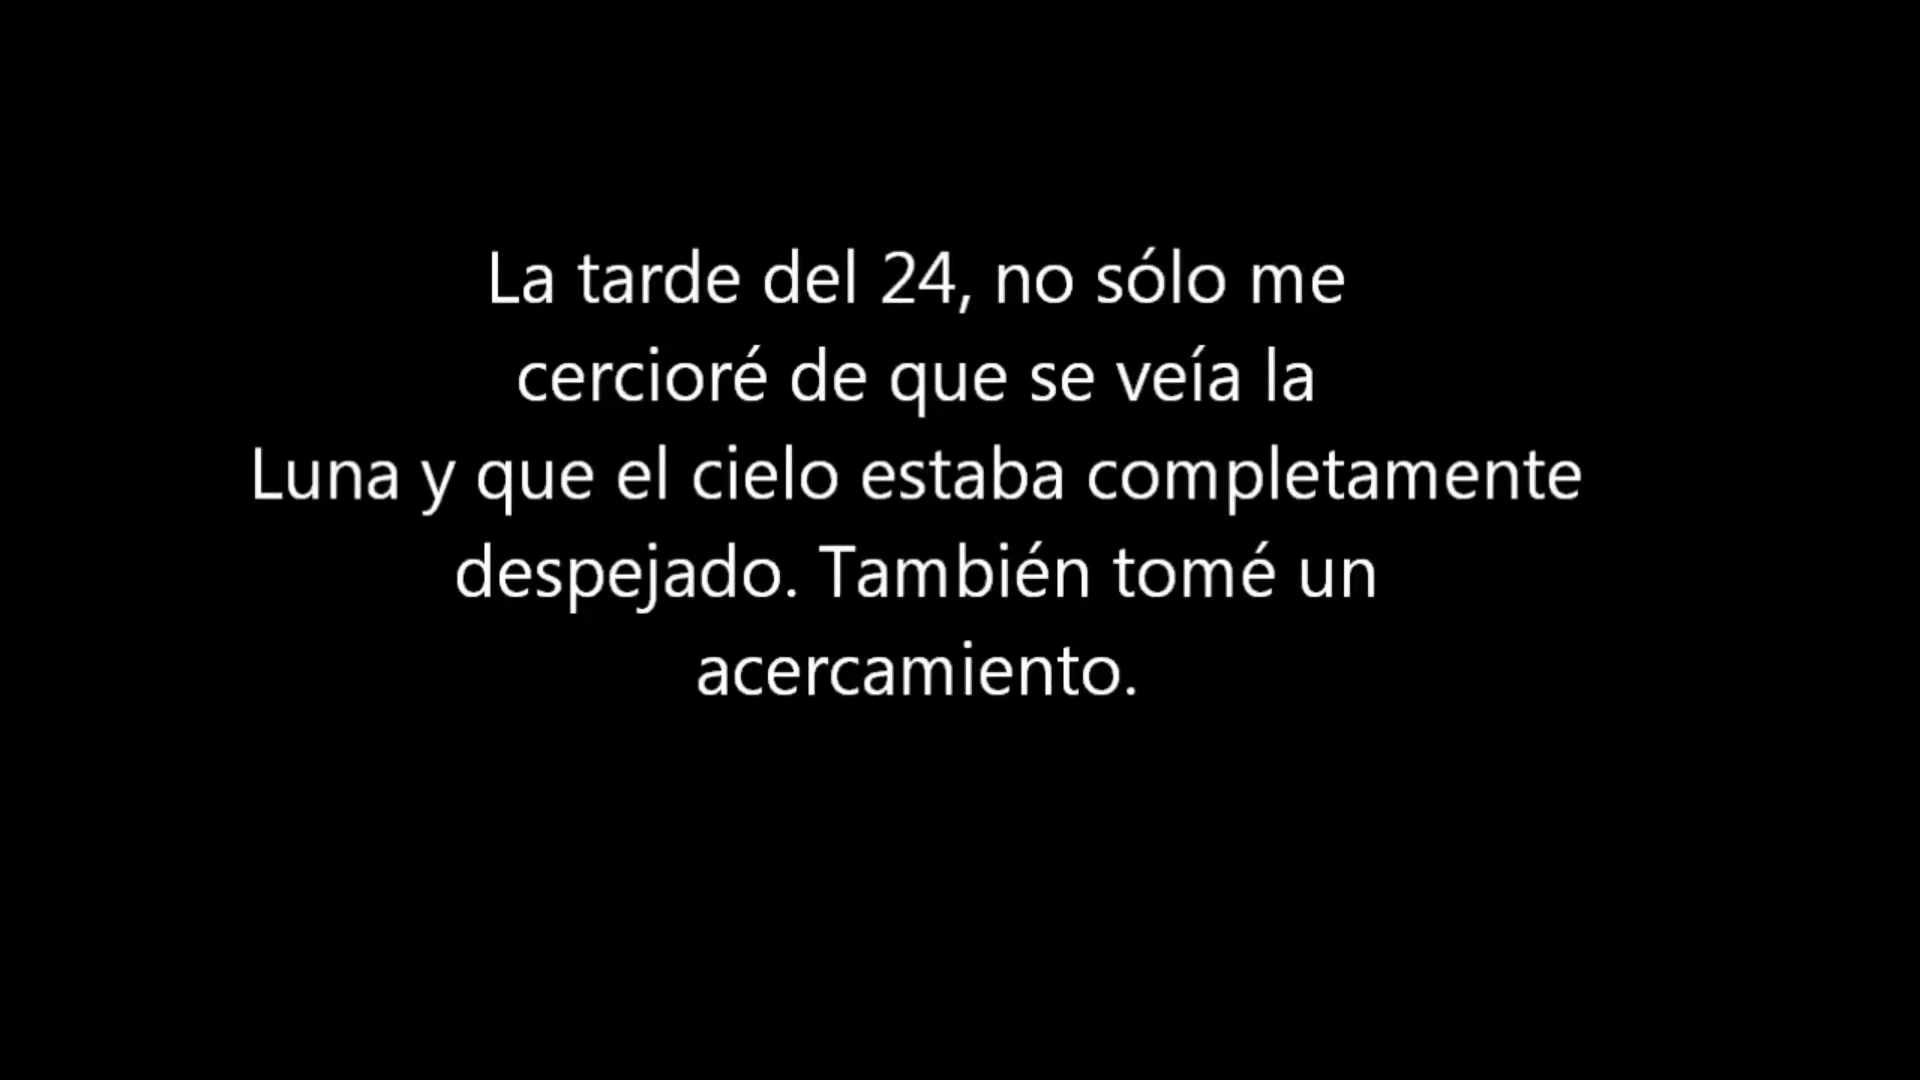 La tarde del 24, no sólo me
cercioré de que se veía la
Luna y que el cielo estaba completamente
despejado. También tomé un
acercamiento.